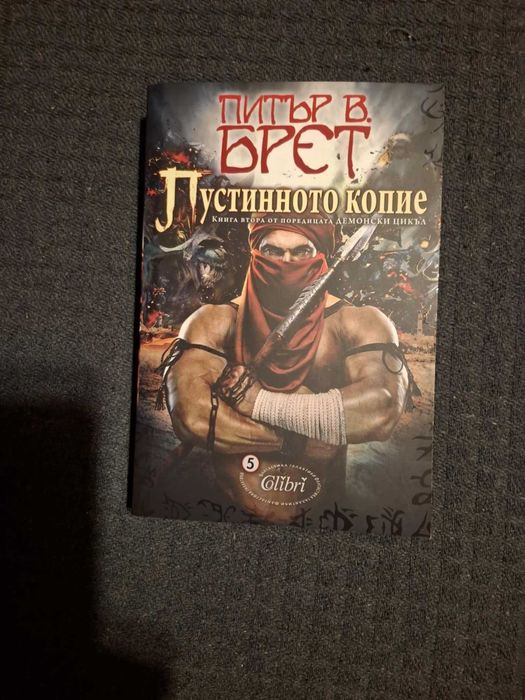 ПИТЪР В.
БРЕТ
ПУСТИННОТО КОПИЕ
КНИГА ВТОРА ОТ ПОРЕДИЦАТА ДЕМОНСКИ ЦИКЪЛ
5
Colibri